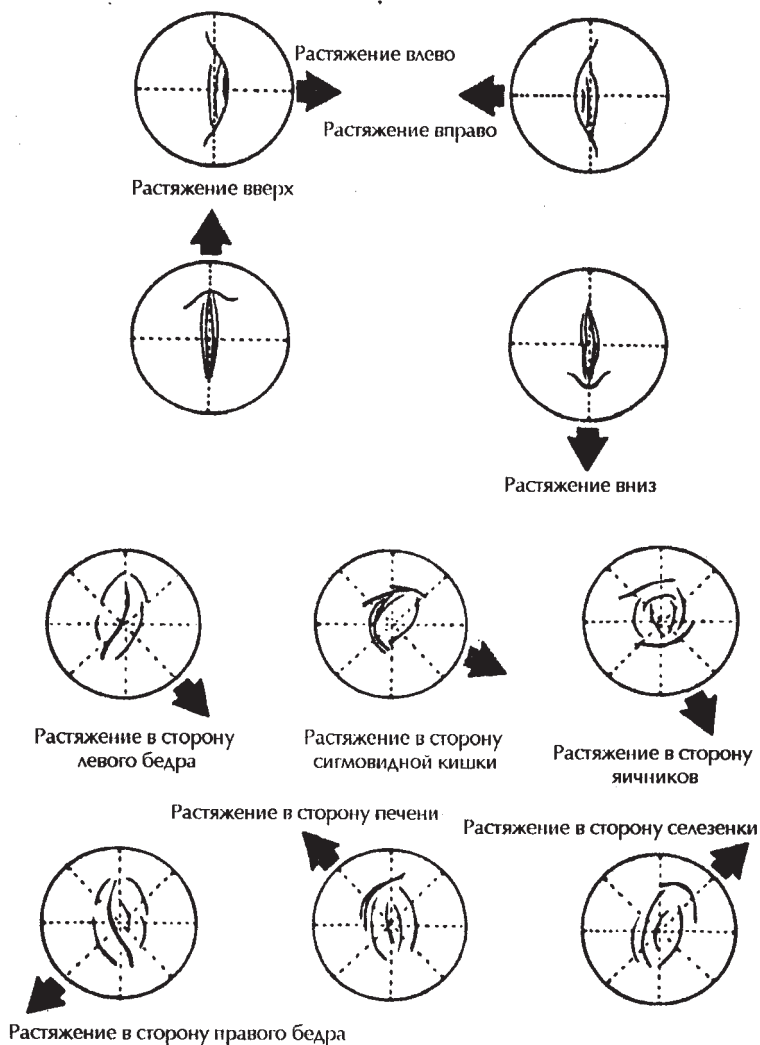 Растяжение влево
Растяжение вправо
Растяжение вверх
Растяжение вниз
Растяжение в сторону
левого бедра
Растяжение в сторону
сигмовидной кишки
Растяжение в сторону
яичников
Растяжение в сторону печени
Растяжение в сторону селезенки
Растяжение в сторону правого бедра